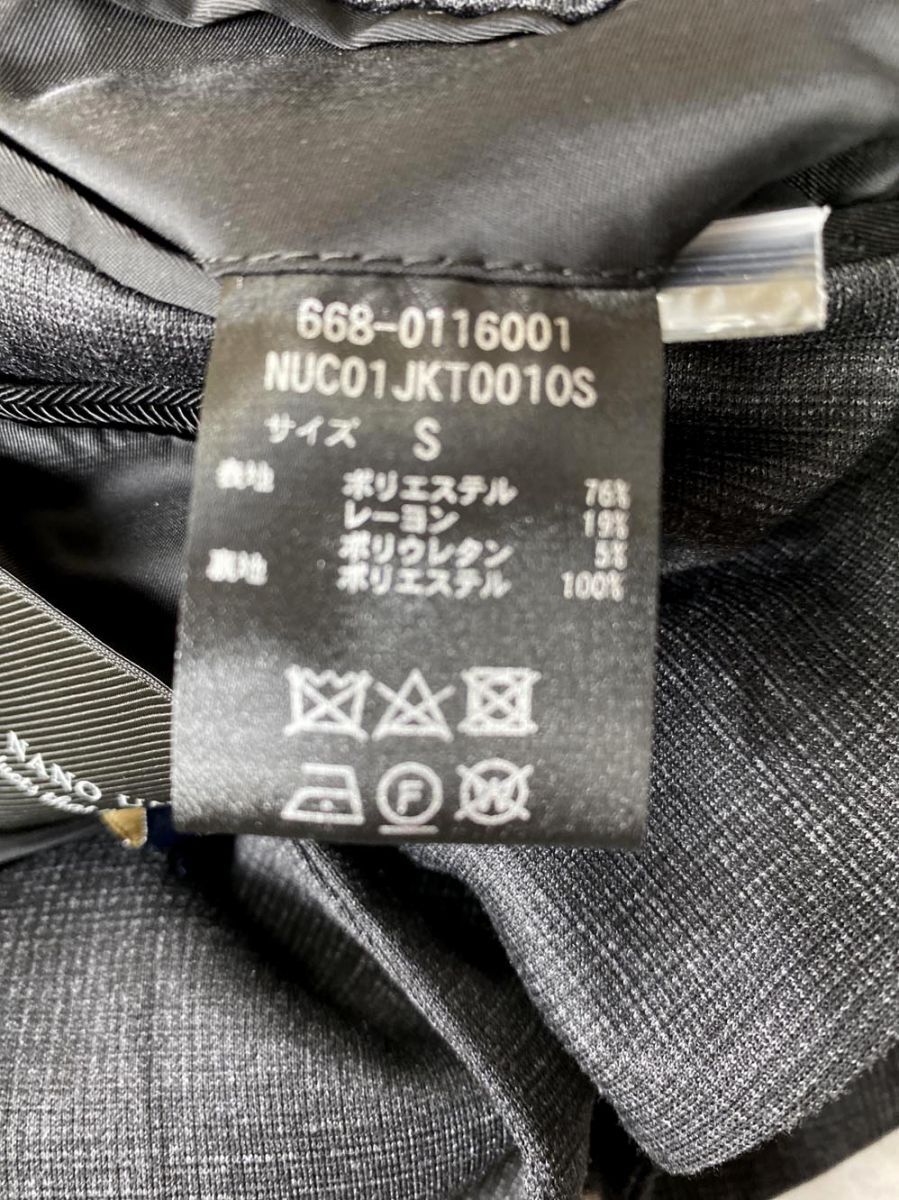 668-0116001
NUC01JKT0010S
サイズ S
表地 ポリエステル 76%
レーヨン 19%
ポリウレタン 5%
裏地 ポリエステル 100%
F W
NANO